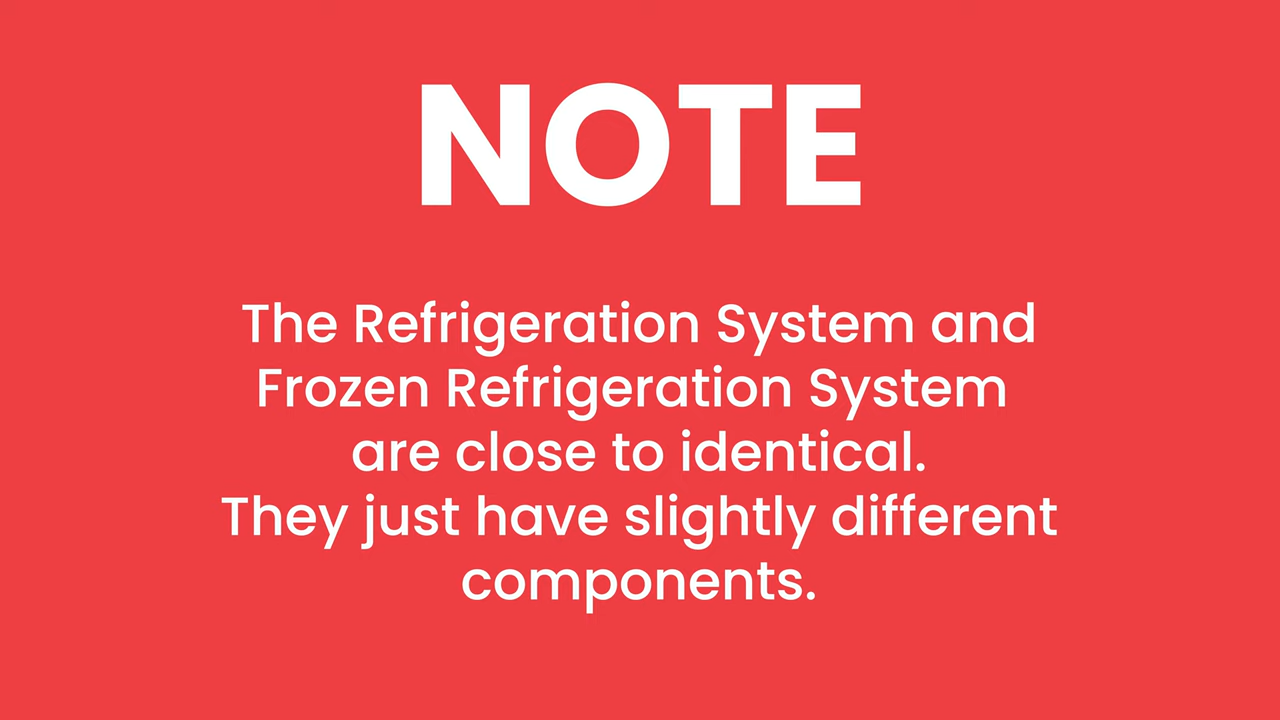 NOTE
The Refrigeration System and
Frozen Refrigeration System
are close to identical.
They just have slightly different
components.